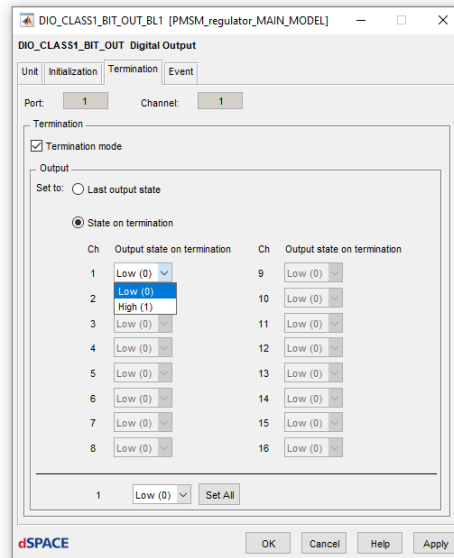 DIO_CLASS1_BIT_OUT_BL1 [PMSM_regulator_MAIN_MODEL]
DIO_CLASS1_BIT_OUT Digital Output
Unit Initialization Termination Event
Port: 1 Channel: 1
Termination
Termination mode
Output
Set to: Last output state
State on termination
Ch Output state on termination Ch Output state on termination
1 Low (0) 9 Low (0)
Low (0)
2 10 Low (0)
High (1)
3 Low (0) 11 Low (0)
4 Low (0) 12 Low (0)
5 Low (0) 13 Low (0)
6 Low (0) 14 Low (0)
7 Low (0) 15 Low (0)
8 Low (0) 16 Low (0)
1 Low (0) Set All
dSPACE OK Cancel Help Apply